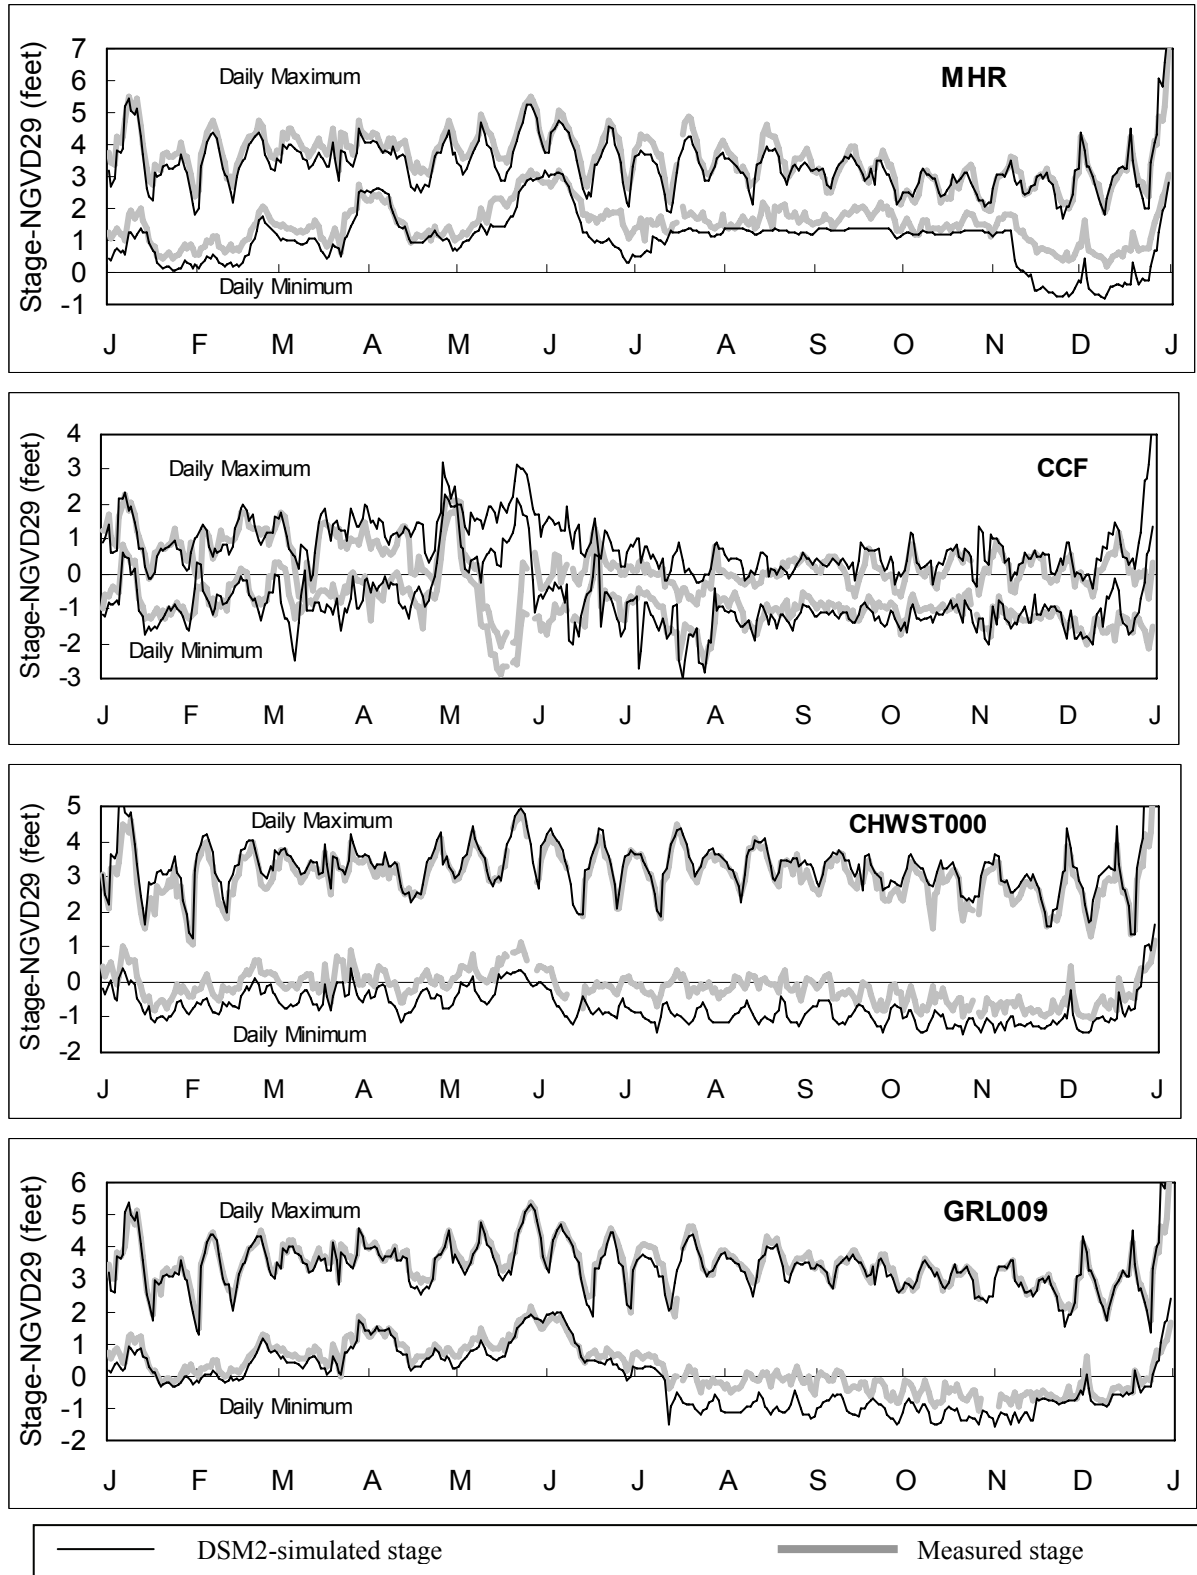 Stage-NGVD29 (feet)
7
6
5
4
3
2
1
0
-1
Daily Maximum
MHR
Daily Minimum
J F M A M J J A S O N D J
Stage-NGVD29 (feet)
4
3
2
1
0
-1
-2
-3
Daily Maximum
CCF
Daily Minimum
J F M A M J J A S O N D J
Stage-NGVD29 (feet)
5
4
3
2
1
0
-1
-2
Daily Maximum
CHWST000
Daily Minimum
J F M A M J J A S O N D J
Stage-NGVD29 (feet)
6
5
4
3
2
1
0
-1
-2
Daily Maximum
GRL009
Daily Minimum
J F M A M J J A S O N D J
DSM2-simulated stage Measured stage